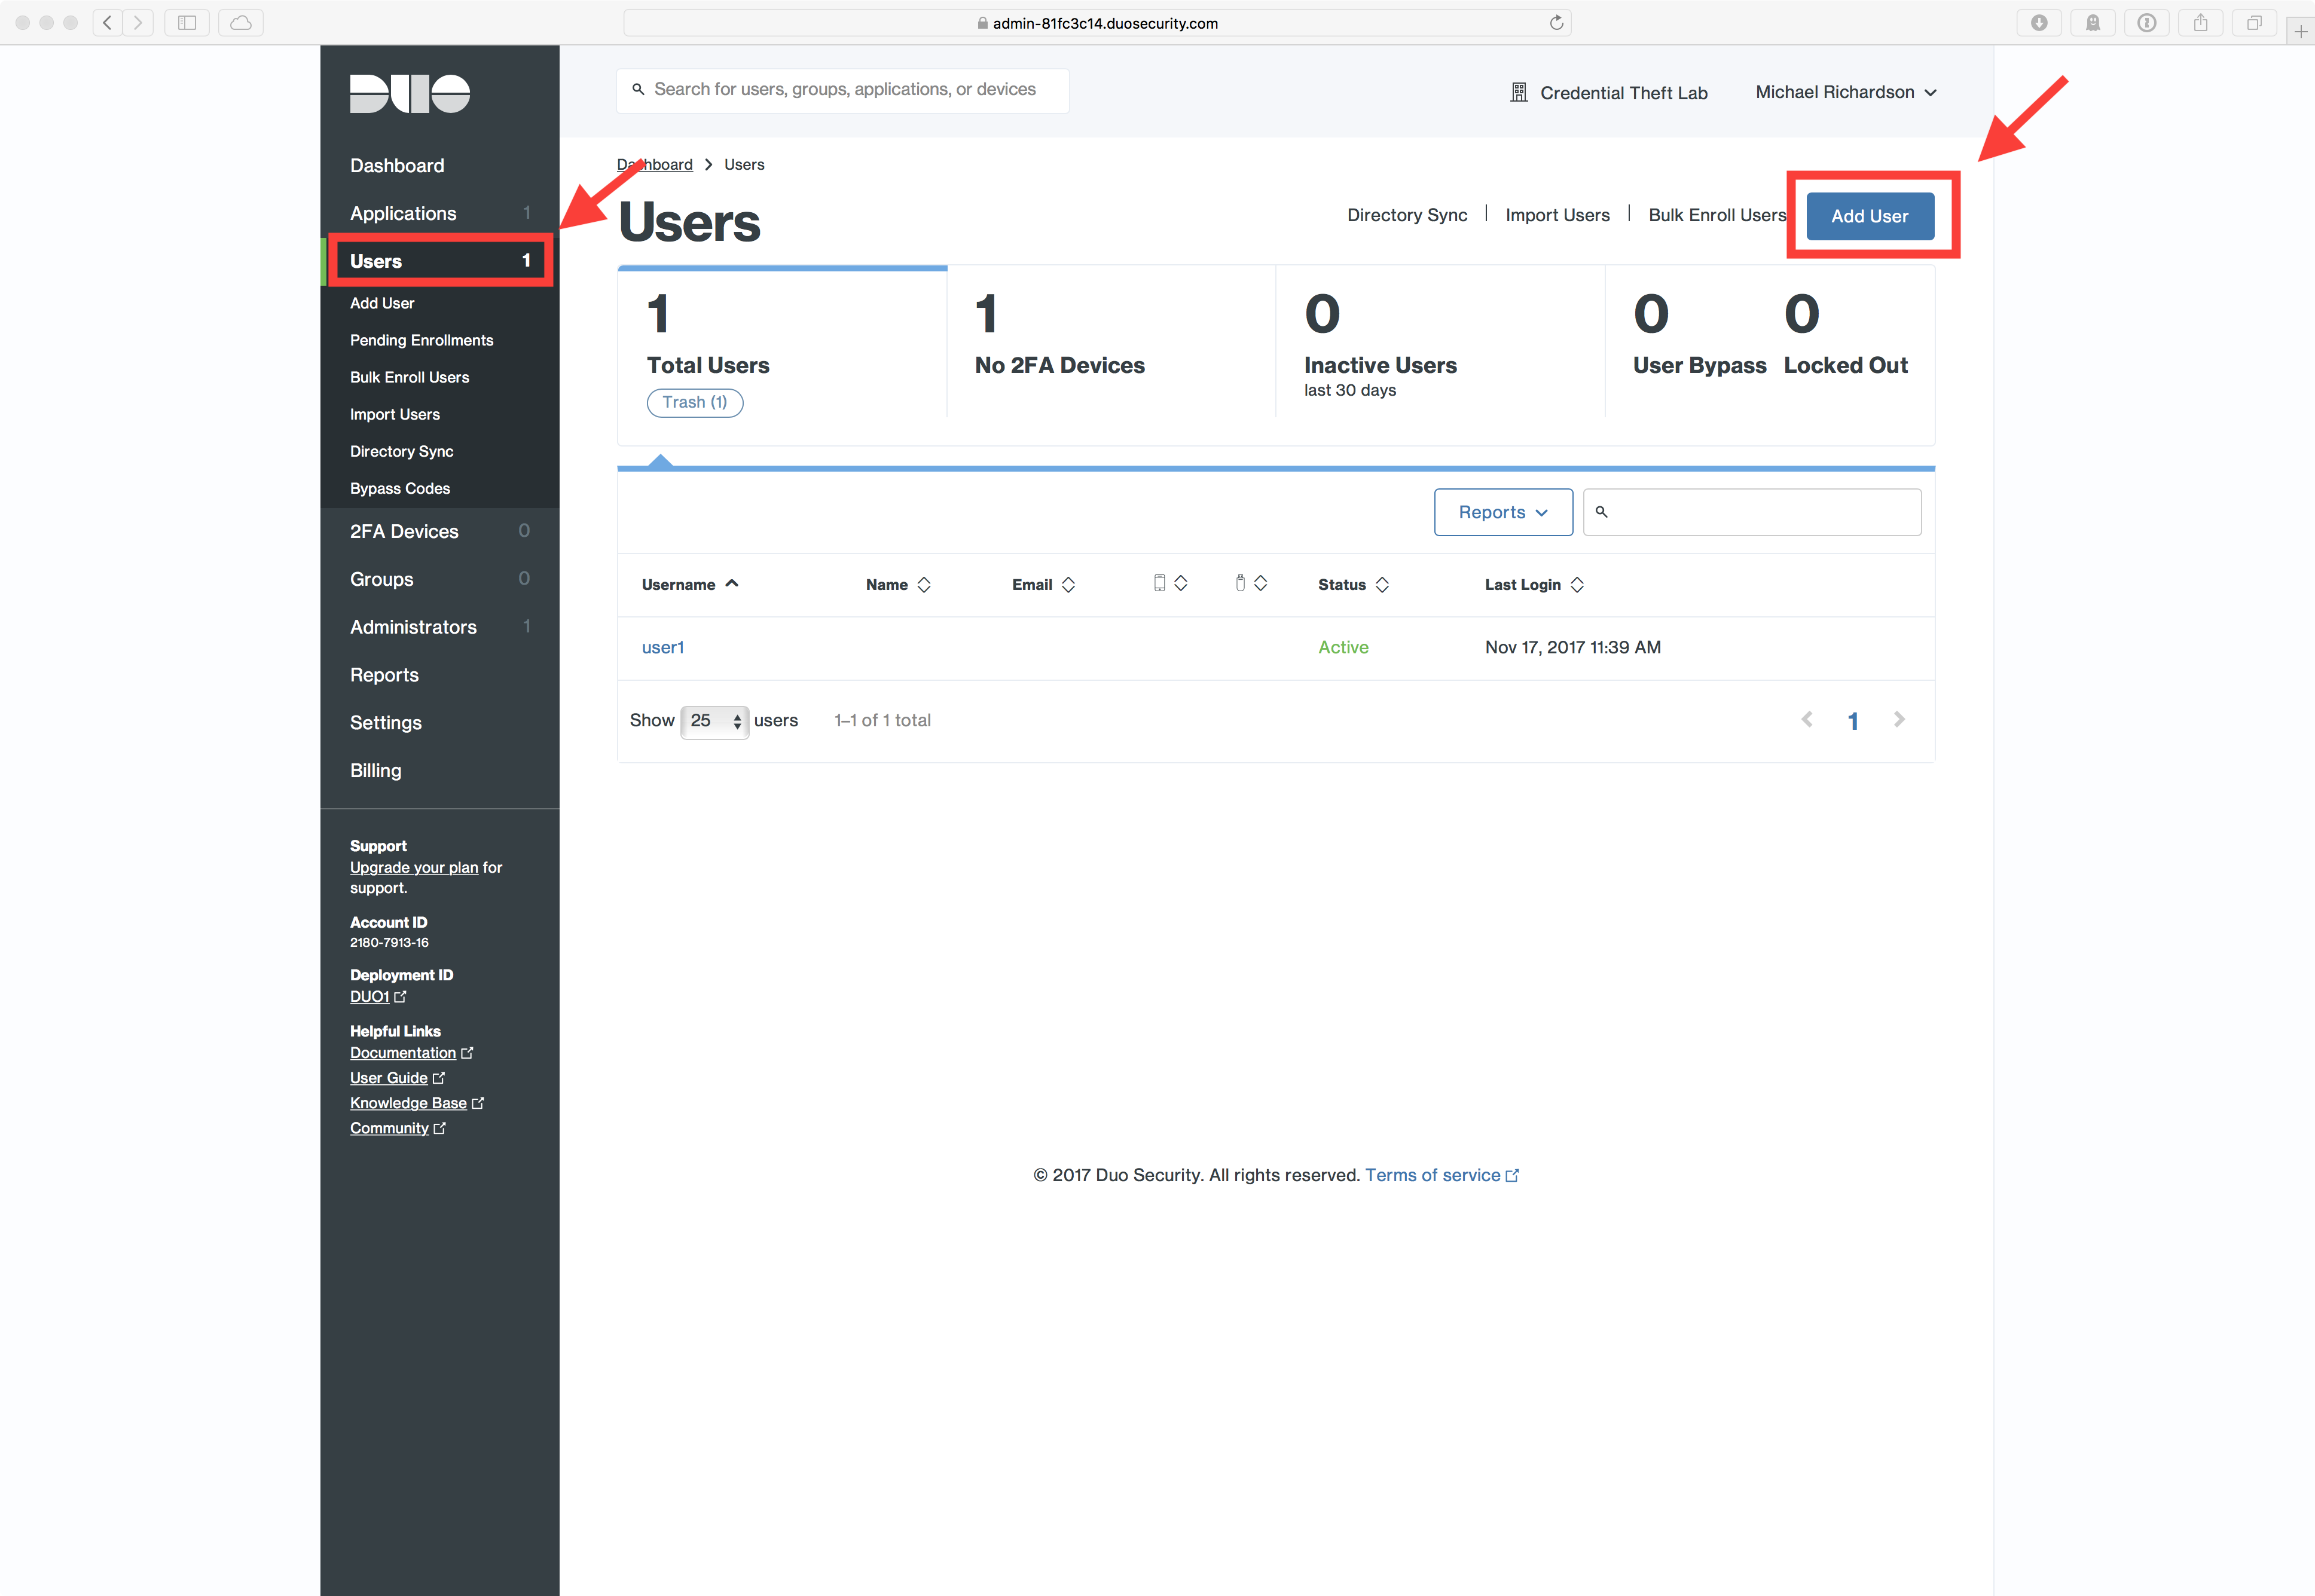 admin-81fc3c14.duosecurity.com
DUO
Search for users, groups, applications, or devices
Credential Theft Lab
Michael Richardson
Dashboard
Applications 1
Users 1
Add User
Pending Enrollments
Bulk Enroll Users
Import Users
Directory Sync
Bypass Codes
2FA Devices 0
Groups 0
Administrators 1
Reports
Settings
Billing
Support
Upgrade your plan for
support.
Account ID
2180-7913-16
Deployment ID
DUO1
Helpful Links
Documentation
User Guide
Knowledge Base
Community
Dashboard > Users
Users
Directory Sync | Import Users | Bulk Enroll Users
Add User
1
Total Users
Trash (1)
1
No 2FA Devices
0
Inactive Users
last 30 days
0
User Bypass
0
Locked Out
Reports
Username Name Email Status Last Login
user1 Active Nov 17, 2017 11:39 AM
Show 25 users 1–1 of 1 total
1
© 2017 Duo Security. All rights reserved. Terms of service